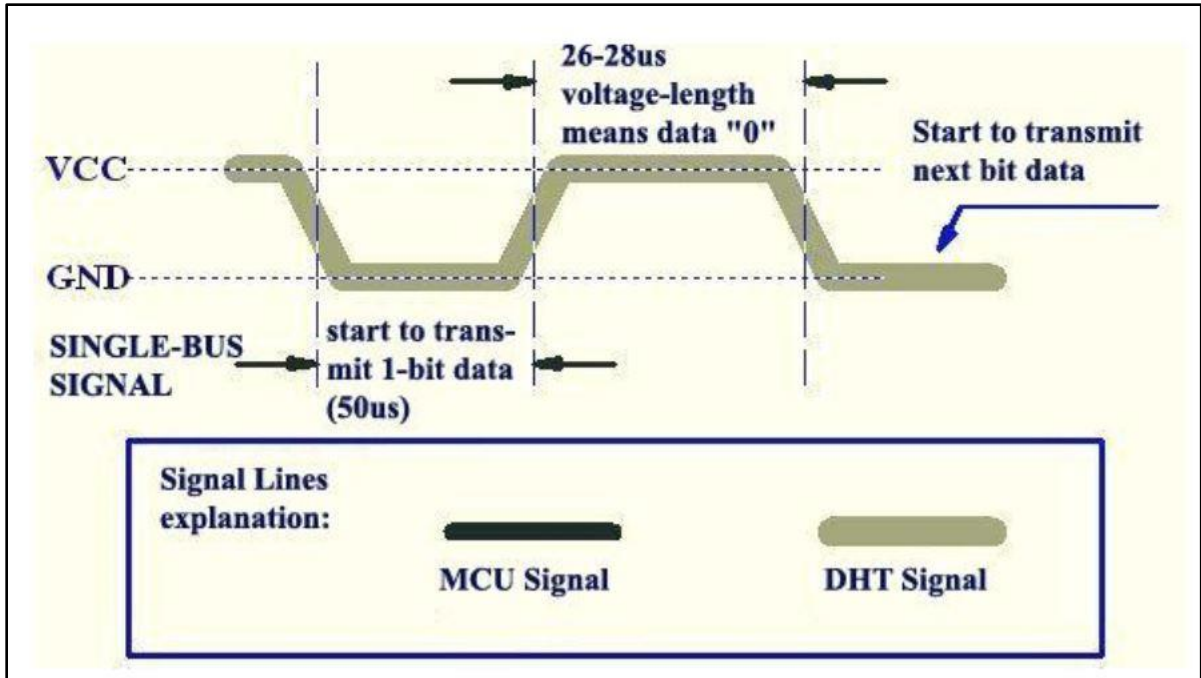 26-28us
voltage-length
means data "0"
Start to transmit
next bit data
VCC
GND
SINGLE-BUS
SIGNAL
start to trans-
mit 1-bit data
(50us)
Signal Lines
explanation:
MCU Signal
DHT Signal